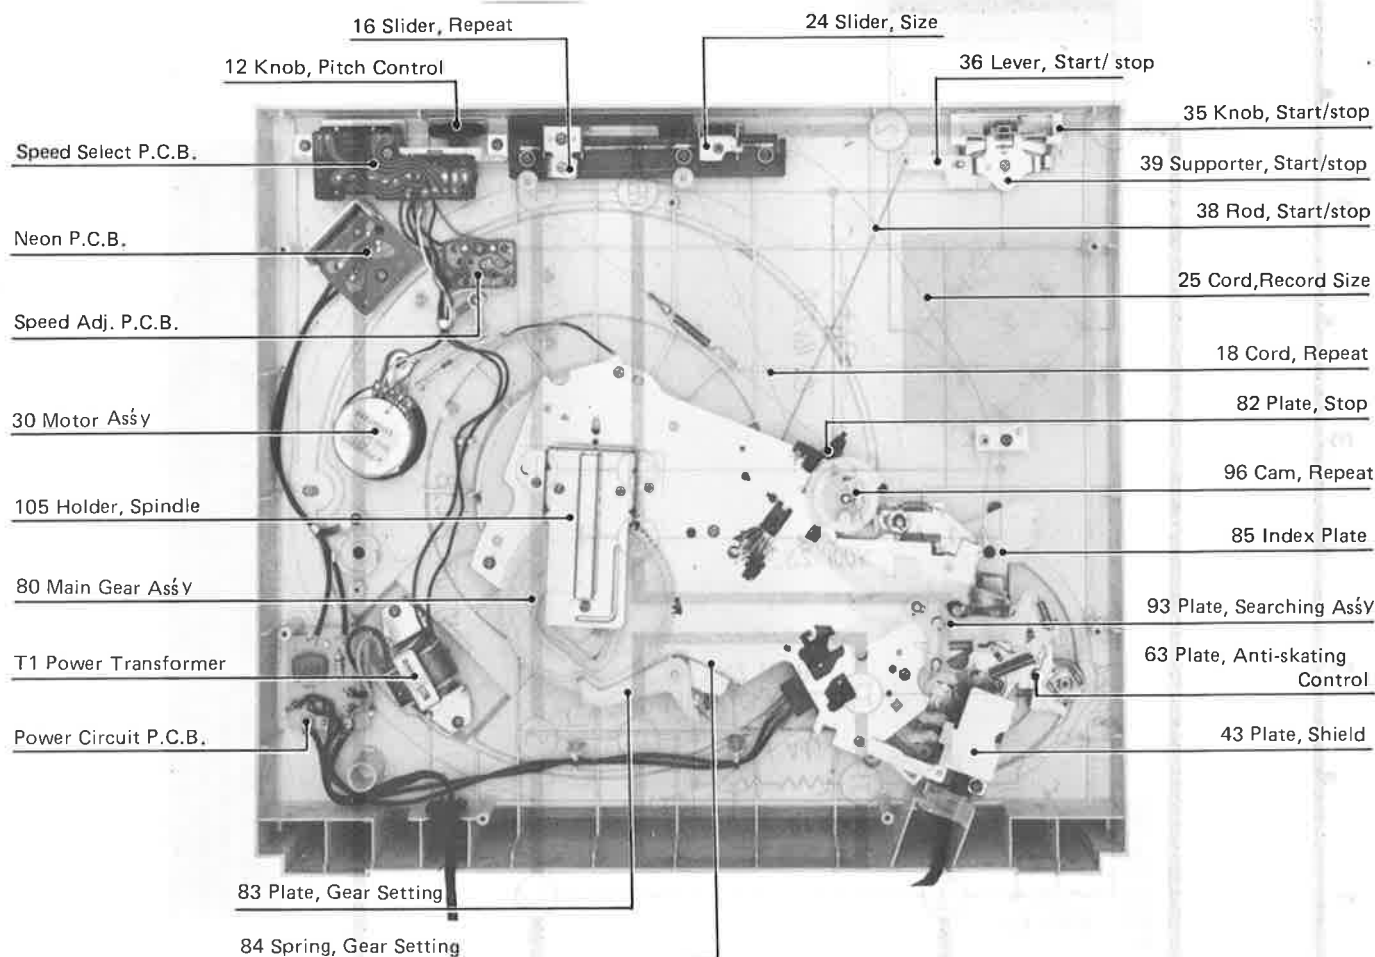 16 Slider, Repeat
24 Slider, Size
12 Knob, Pitch Control
36 Lever, Start/ stop
35 Knob, Start/stop
Speed Select P.C.B.
39 Supporter, Start/stop
38 Rod, Start/stop
Neon P.C.B.
25 Cord,Record Size
Speed Adj. P.C.B.
18 Cord, Repeat
82 Plate, Stop
30 Motor Ass'y
96 Cam, Repeat
105 Holder, Spindle
85 Index Plate
80 Main Gear Ass'y
93 Plate, Searching Ass'y
T1 Power Transformer
63 Plate, Anti-skating
Control
Power Circuit P.C.B.
43 Plate, Shield
83 Plate, Gear Setting
84 Spring, Gear Setting